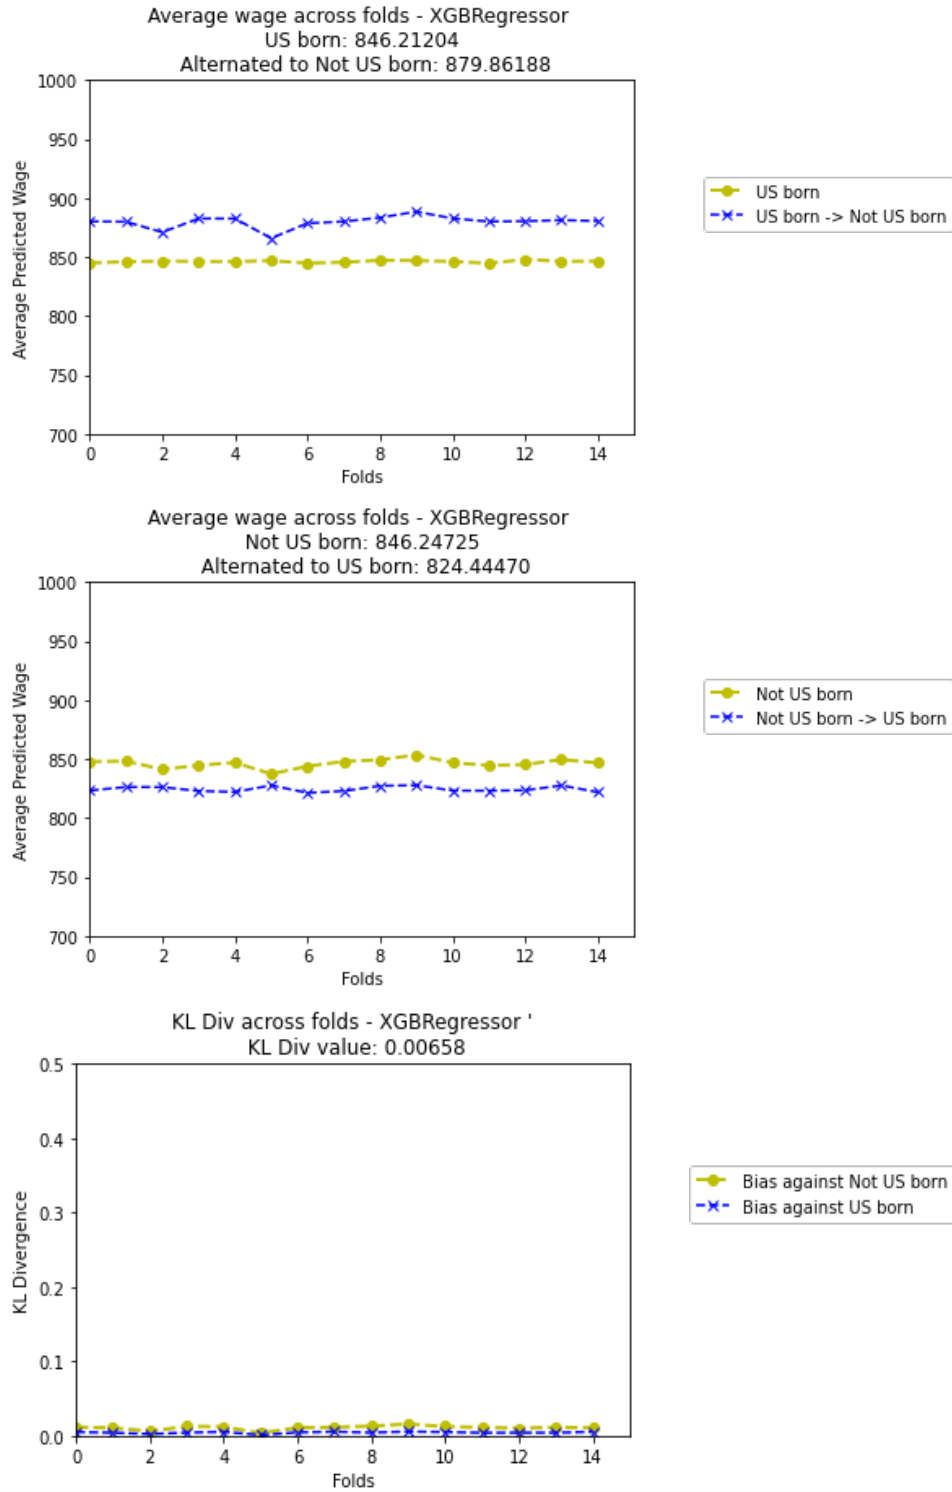 Average wage across folds - XGBRegressor
US born: 846.21204
Alternated to Not US born: 879.86188
1000
950
900
850
800
750
700
Average Predicted Wage
0 2 4 6 8 10 12 14
Folds
US born
US born -> Not US born
Average wage across folds - XGBRegressor
Not US born: 846.24725
Alternated to US born: 824.44470
1000
950
900
850
800
750
700
Average Predicted Wage
0 2 4 6 8 10 12 14
Folds
Not US born
Not US born -> US born
KL Div across folds - XGBRegressor '
KL Div value: 0.00658
0.5
0.4
0.3
0.2
0.1
0.0
KL Divergence
0 2 4 6 8 10 12 14
Folds
Bias against Not US born
Bias against US born